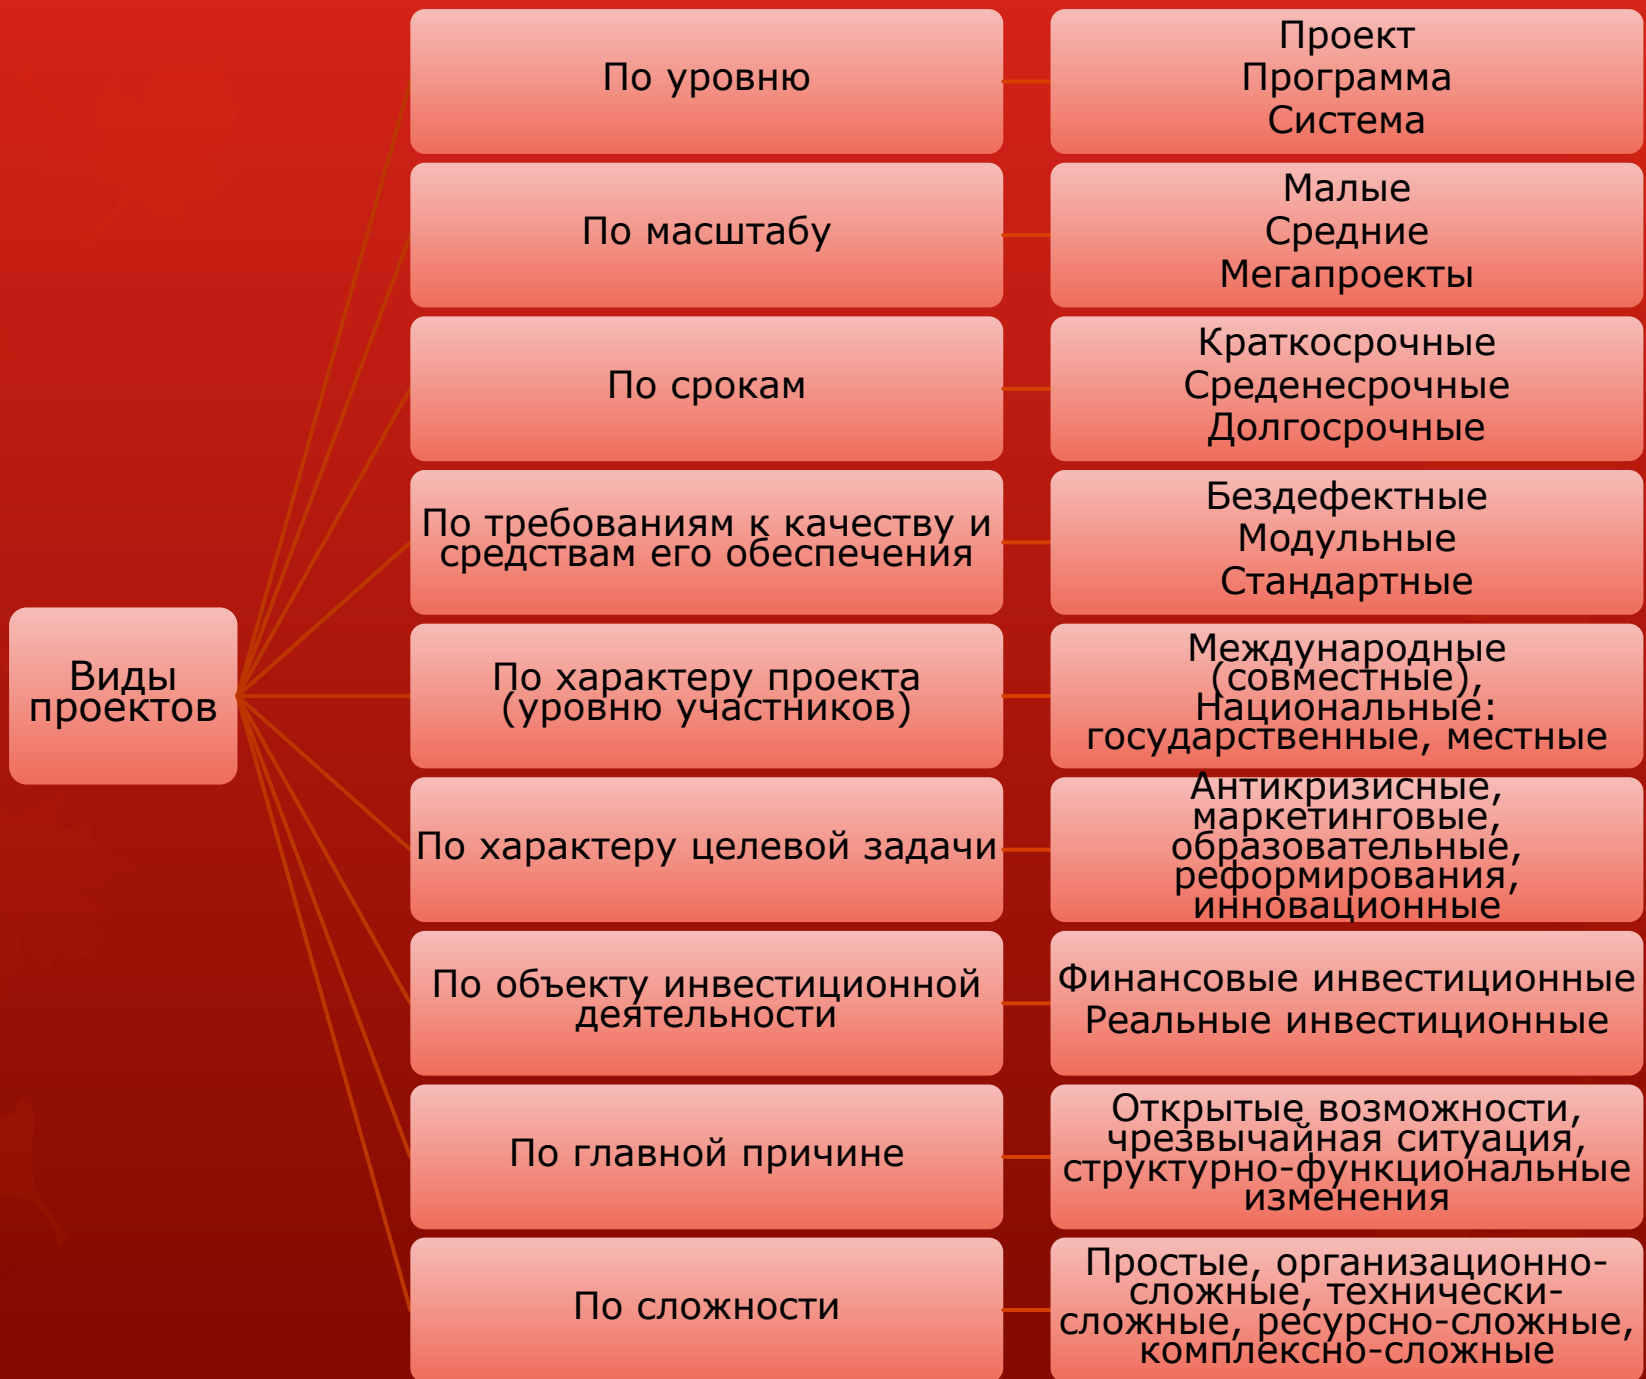 Виды
проектов
По уровню
Проект
Программа
Система
По масштабу
Малые
Средние
Мегапроекты
По срокам
Краткосрочные
Среденесрочные
Долгосрочные
По требованиям к качеству и
средствам его обеспечения
Бездефектные
Модульные
Стандартные
По характеру проекта
(уровню участников)
Международные
(совместные),
Национальные:
государственные, местные
По характеру целевой задачи
Антикризисные,
маркетинговые,
образовательные,
реформирования,
инновационные
По объекту инвестиционной
деятельности
Финансовые инвестиционные
Реальные инвестиционные
По главной причине
Открытые возможности,
чрезвычайная ситуация,
структурно-функциональные
изменения
По сложности
Простые, организационно-
сложные, технически-
сложные, ресурсно-сложные,
комплексно-сложные